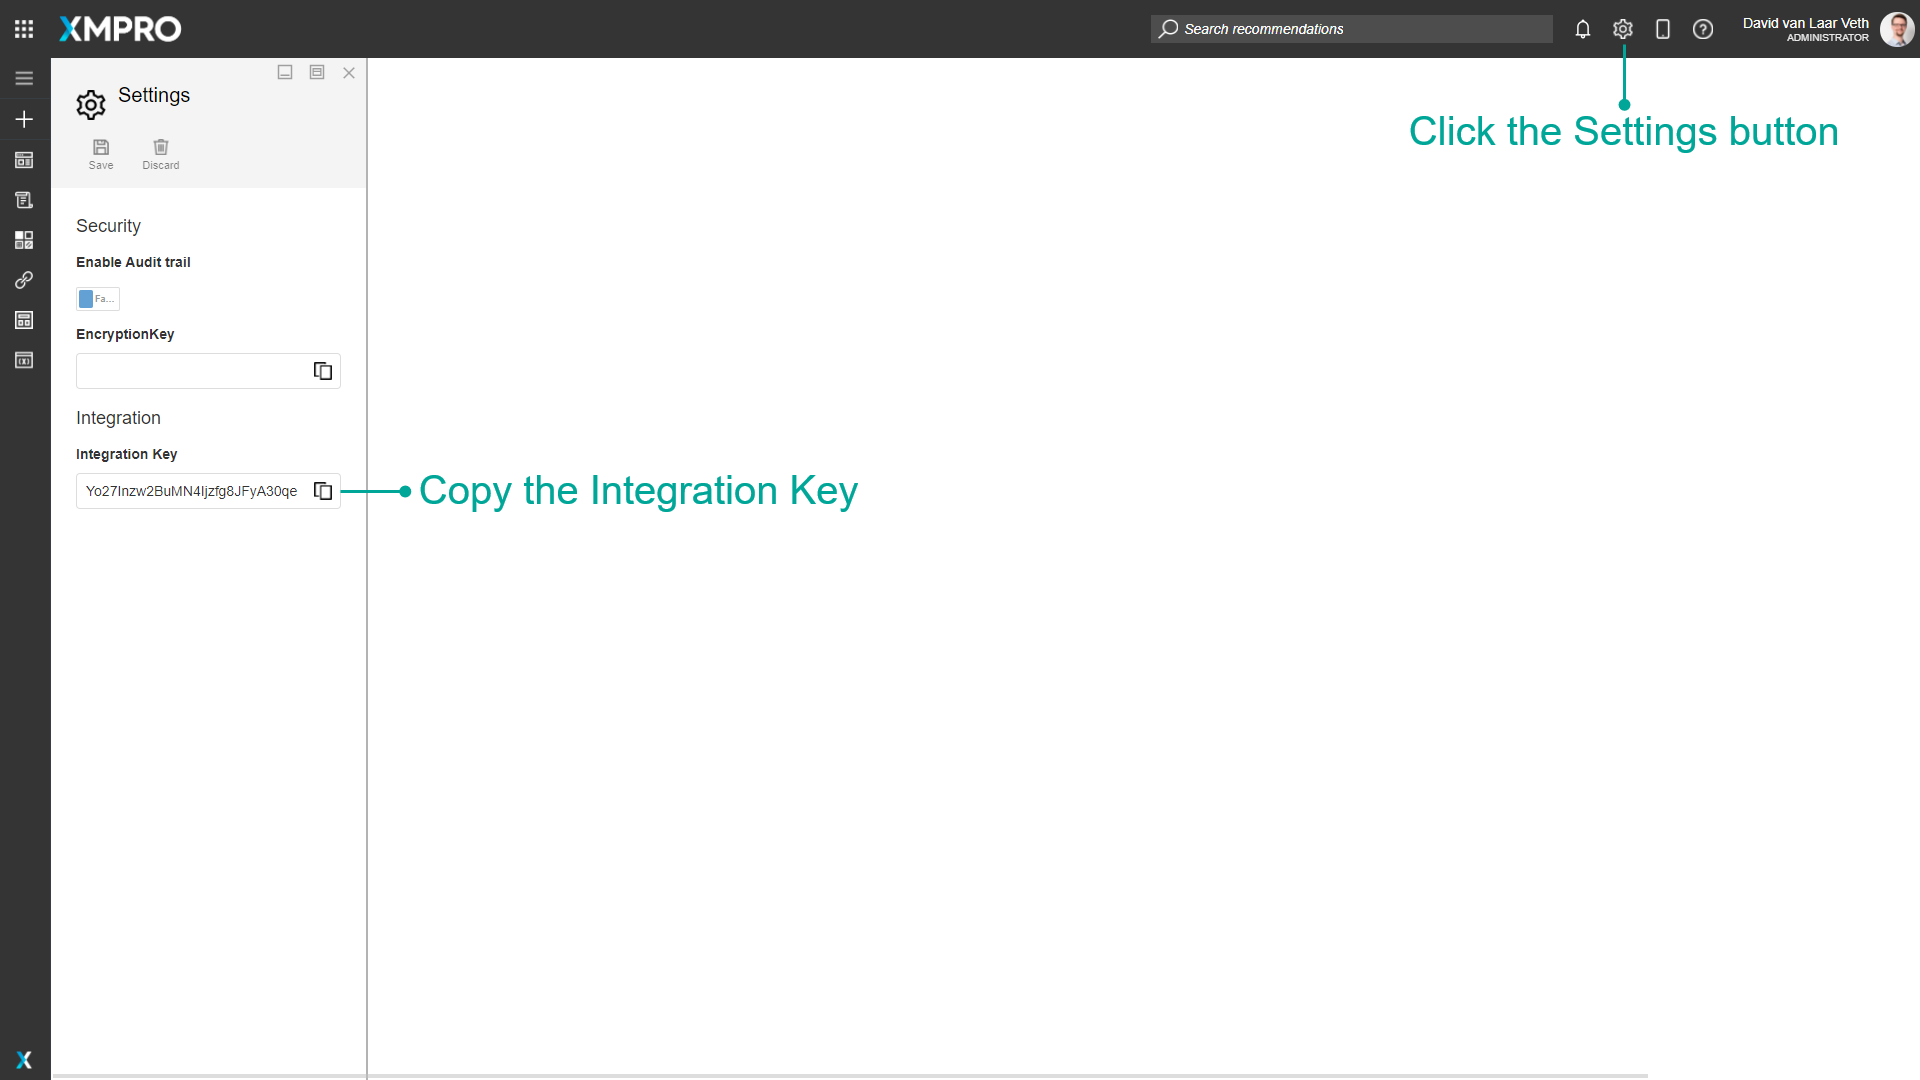 XMPRO
Search recommendations
David van Laar Veth
ADMINISTRATOR
Settings
Save
Discard
Click the Settings button
Security
Enable Audit trail
Fa...
EncryptionKey
Integration
Integration Key
Yo27Inzw2BuMN4Ijzfg8JFyA30qe
Copy the Integration Key